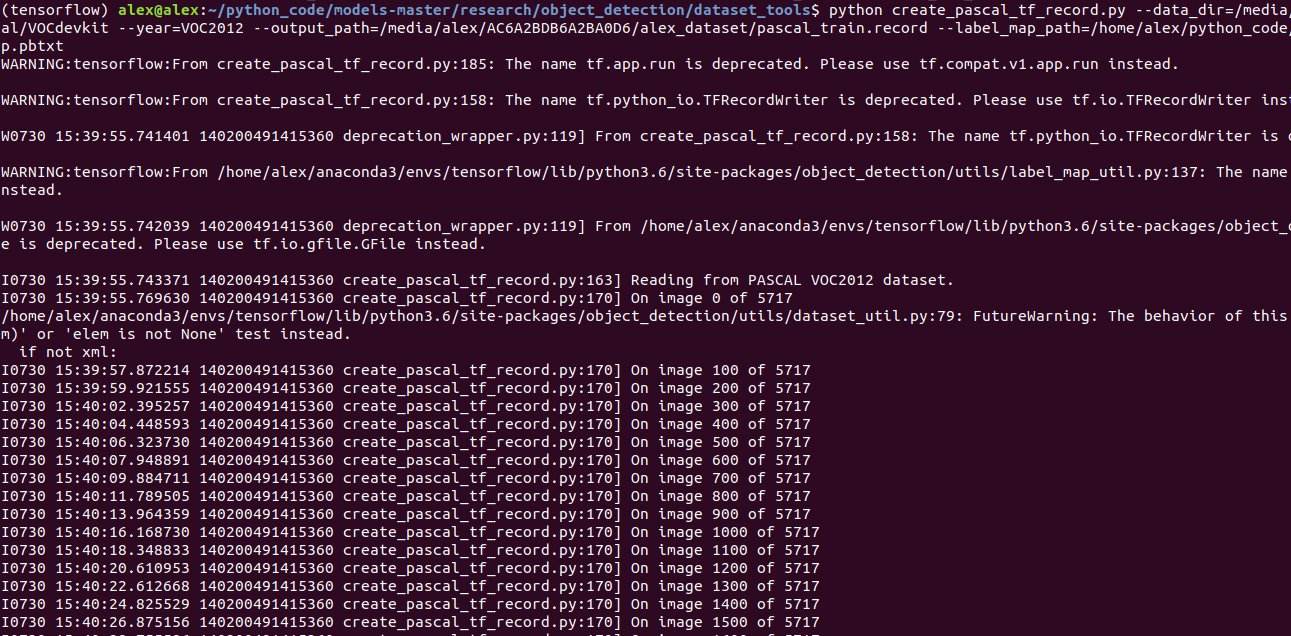 (tensorflow) alex@alex:~/python_code/models-master/research/object_detection/dataset_tools$ python create_pascal_tf_record.py --data_dir=/media/
al/VOCdevkit --year=VOC2012 --output_path=/media/alex/AC6A2BDB6A2BA0D6/alex_dataset/pascal_train.record --label_map_path=/home/alex/python_code/
p.pbtxt
WARNING:tensorflow:From create_pascal_tf_record.py:185: The name tf.app.run is deprecated. Please use tf.compat.v1.app.run instead.
WARNING:tensorflow:From create_pascal_tf_record.py:158: The name tf.python_io.TFRecordWriter is deprecated. Please use tf.io.TFRecordWriter inst
W0730 15:39:55.741401 140200491415360 deprecation_wrapper.py:119] From create_pascal_tf_record.py:158: The name tf.python_io.TFRecordWriter is
WARNING:tensorflow:From /home/alex/anaconda3/envs/tensorflow/lib/python3.6/site-packages/object_detection/utils/label_map_util.py:137: The name
nstead.
W0730 15:39:55.742039 140200491415360 deprecation_wrapper.py:119] From /home/alex/anaconda3/envs/tensorflow/lib/python3.6/site-packages/object_
e is deprecated. Please use tf.io.gfile.GFile instead.
I0730 15:39:55.743371 140200491415360 create_pascal_tf_record.py:163] Reading from PASCAL VOC2012 dataset.
I0730 15:39:55.769630 140200491415360 create_pascal_tf_record.py:170] On image 0 of 5717
/home/alex/anaconda3/envs/tensorflow/lib/python3.6/site-packages/object_detection/utils/dataset_util.py:79: FutureWarning: The behavior of this
m)' or 'elem is not None' test instead.
  if not xml:
I0730 15:39:57.872214 140200491415360 create_pascal_tf_record.py:170] On image 100 of 5717
I0730 15:39:59.921555 140200491415360 create_pascal_tf_record.py:170] On image 200 of 5717
I0730 15:40:02.395257 140200491415360 create_pascal_tf_record.py:170] On image 300 of 5717
I0730 15:40:04.448593 140200491415360 create_pascal_tf_record.py:170] On image 400 of 5717
I0730 15:40:06.323730 140200491415360 create_pascal_tf_record.py:170] On image 500 of 5717
I0730 15:40:07.948891 140200491415360 create_pascal_tf_record.py:170] On image 600 of 5717
I0730 15:40:09.884711 140200491415360 create_pascal_tf_record.py:170] On image 700 of 5717
I0730 15:40:11.789505 140200491415360 create_pascal_tf_record.py:170] On image 800 of 5717
I0730 15:40:13.964359 140200491415360 create_pascal_tf_record.py:170] On image 900 of 5717
I0730 15:40:16.168730 140200491415360 create_pascal_tf_record.py:170] On image 1000 of 5717
I0730 15:40:18.348833 140200491415360 create_pascal_tf_record.py:170] On image 1100 of 5717
I0730 15:40:20.610953 140200491415360 create_pascal_tf_record.py:170] On image 1200 of 5717
I0730 15:40:22.612668 140200491415360 create_pascal_tf_record.py:170] On image 1300 of 5717
I0730 15:40:24.825529 140200491415360 create_pascal_tf_record.py:170] On image 1400 of 5717
I0730 15:40:26.875156 140200491415360 create_pascal_tf_record.py:170] On image 1500 of 5717